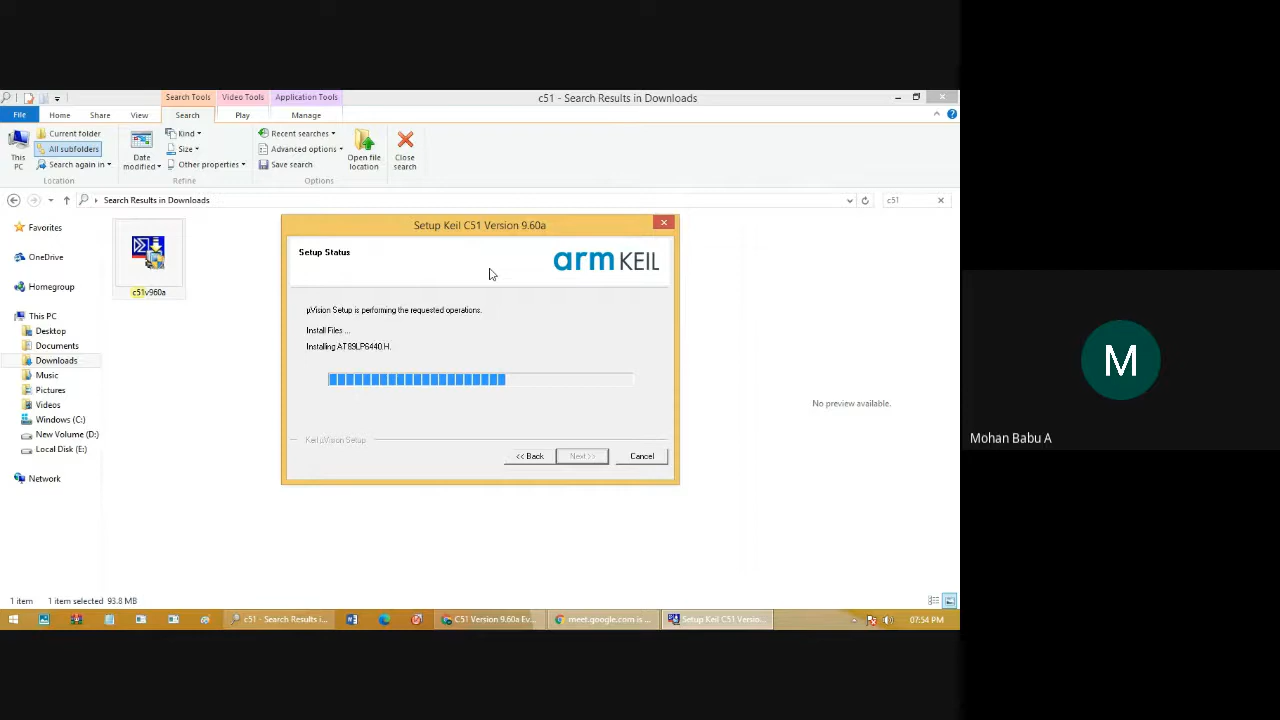 Search Tools
Video Tools
Application Tools
c51 - Search Results in Downloads
File
Home
Share
View
Search
Play
Manage
This PC
Current folder
All subfolders
Search again in
Location
Date modified
Kind
Size
Other properties
Refine
Recent searches
Advanced options
Save search
Options
Open file location
Close search
Search Results in Downloads
c51
Favorites
OneDrive
Homegroup
This PC
Desktop
Documents
Downloads
Music
Pictures
Videos
Windows (C:)
New Volume (D:)
Local Disk (E:)
Network
c51v960a
Setup Keil C51 Version 9.60a
Setup Status
arm KEIL
µVision Setup is performing the requested operations.
Install Files ...
Installing AT89LP6440.H.
Keil µVision Setup
<< Back
Next >>
Cancel
No preview available.
M
Mohan Babu A
1 item
1 item selected 93.8 MB
c51 - Search Results i...
C51 Version 9.60a Ev...
meet.google.com is ...
Setup Keil C51 Versio...
07:54 PM